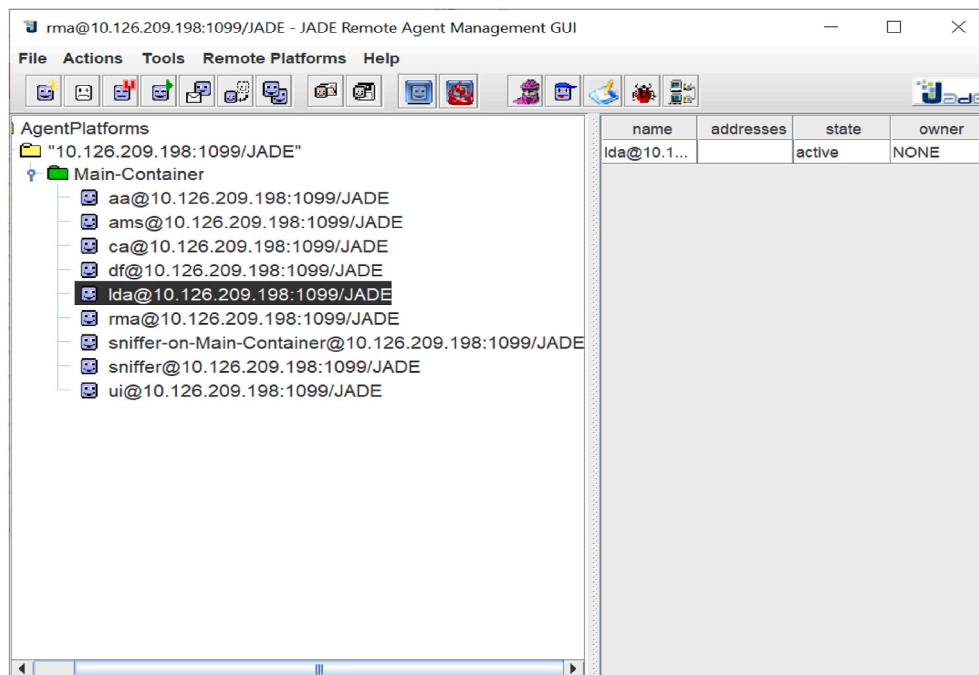 rma@10.126.209.198:1099/JADE - JADE Remote Agent Management GUI
File Actions Tools Remote Platforms Help
Jade
AgentPlatforms
"10.126.209.198:1099/JADE"
Main-Container
aa@10.126.209.198:1099/JADE
ams@10.126.209.198:1099/JADE
ca@10.126.209.198:1099/JADE
df@10.126.209.198:1099/JADE
lda@10.126.209.198:1099/JADE
rma@10.126.209.198:1099/JADE
sniffer-on-Main-Container@10.126.209.198:1099/JADE
sniffer@10.126.209.198:1099/JADE
ui@10.126.209.198:1099/JADE
name addresses state owner
lda@10.1... active NONE